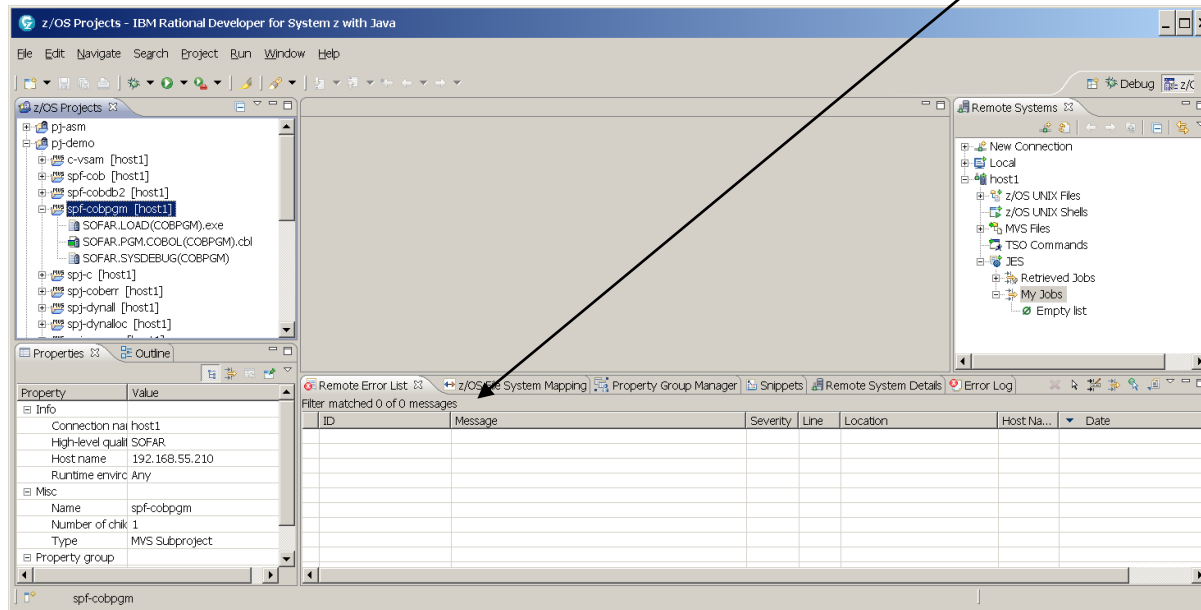 z/OS Projects - IBM Rational Developer for System z with Java
File Edit Navigate Search Project Run Window Help
Debug z/O
z/OS Projects
pj-asm
pj-demo
c-vsam [host1]
spf-cob [host1]
spf-cobdb2 [host1]
spf-cobpgm [host1]
SOFAR.LOAD(COBPGM).exe
SOFAR.PGM.COBOL(COBPGM).cbl
SOFAR.SYSDEBUG(COBPGM)
spj-c [host1]
spj-coberr [host1]
spj-dynall [host1]
spj-dynalloc [host1]
Remote Systems
New Connection
Local
host1
z/OS UNIX Files
z/OS UNIX Shells
MVS Files
TSO Commands
JES
Retrieved Jobs
My Jobs
Empty list
Properties Outline
Property Value
Info
Connection nai host1
High-level qualif SOFAR
Host name 192.168.55.210
Runtime enviro Any
Misc
Name spf-cobpgm
Number of chilc 1
Type MVS Subproject
Property group
Remote Error List z/OS File System Mapping Property Group Manager Snippets Remote System Details Error Log
Filter matched 0 of 0 messages
ID Message Severity Line Location Host Na... Date
spf-cobpgm